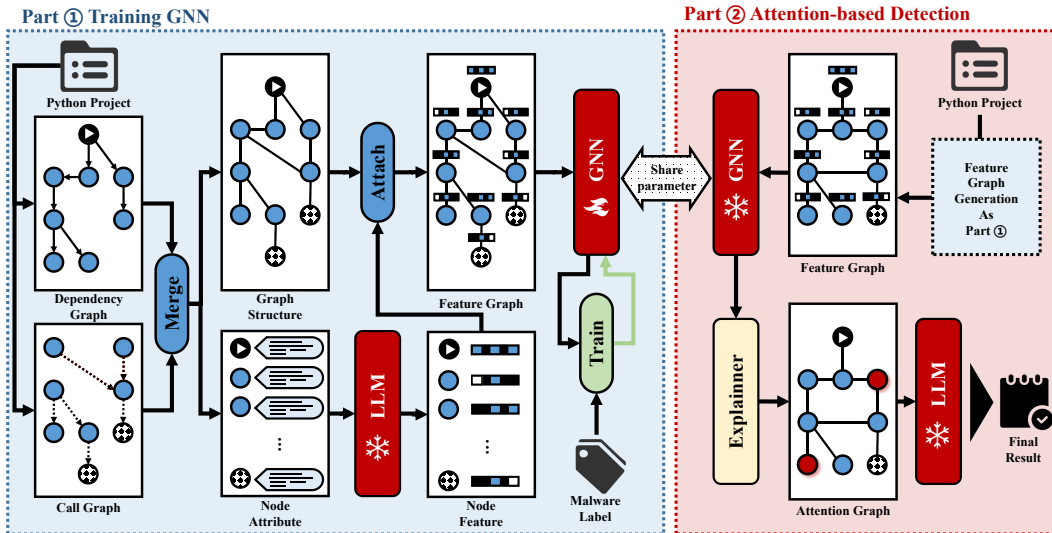 Part ① Training GNN
Python Project
Dependency
Graph
Call Graph
Merge
Graph
Structure
Node
Attribute
LLM
Attach
Feature Graph
Node
Feature
GNN
Train
Malware
Label
Share
parameter
Part ② Attention-based Detection
GNN
Feature Graph
Python Project
Feature
Graph
Generation
As
Part ①
Explainner
Attention Graph
LLM
Final
Result